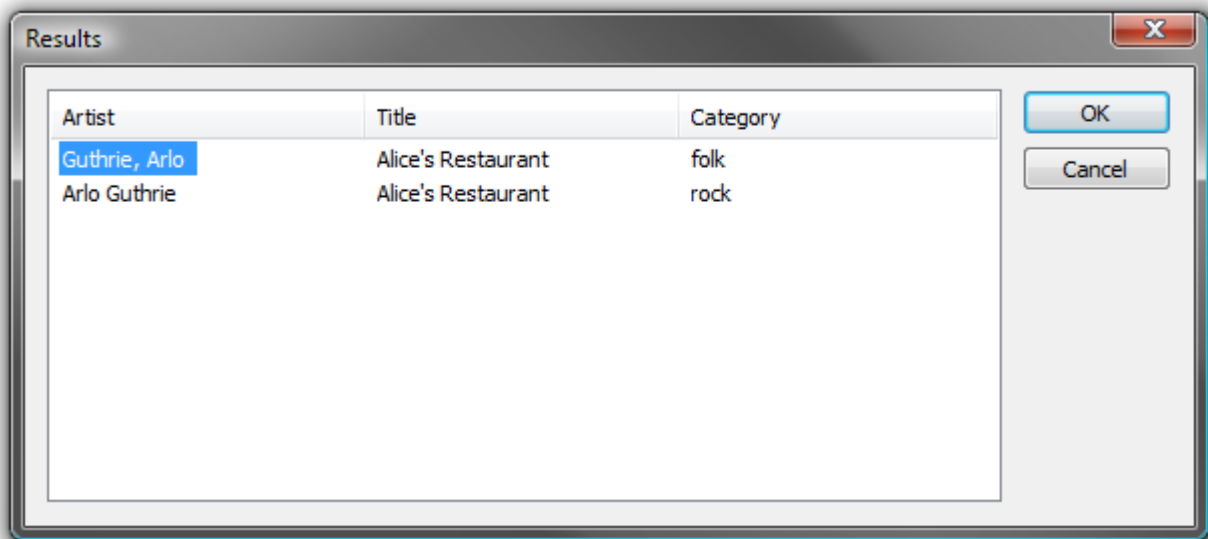 Results
X
Artist Title Category
Guthrie, Arlo Alice's Restaurant folk
Arlo Guthrie Alice's Restaurant rock
OK
Cancel